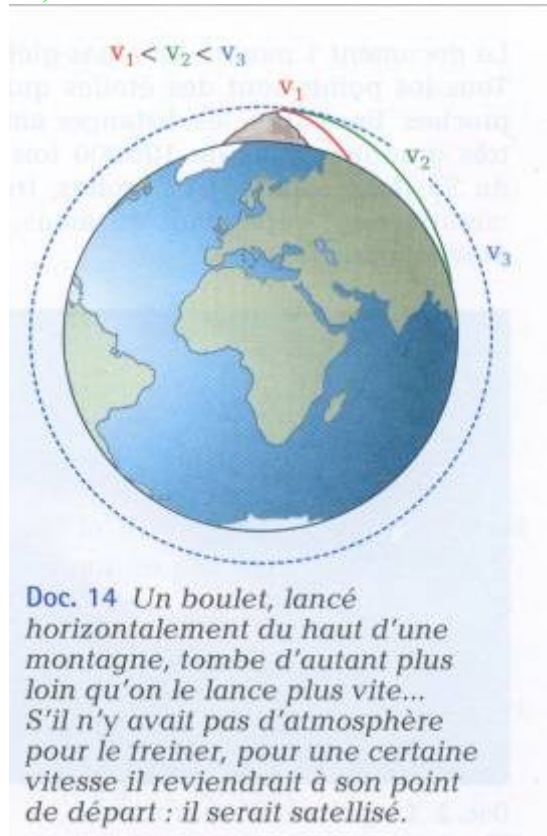 v₁ < v₂ < v₃
v₁
v₂
v₃
Doc. 14 Un boulet, lancé
horizontalement du haut d'une
montagne, tombe d'autant plus
loin qu'on le lance plus vite...
S'il n'y avait pas d'atmosphère
pour le freiner, pour une certaine
vitesse il reviendrait à son point
de départ : il serait satellisé.